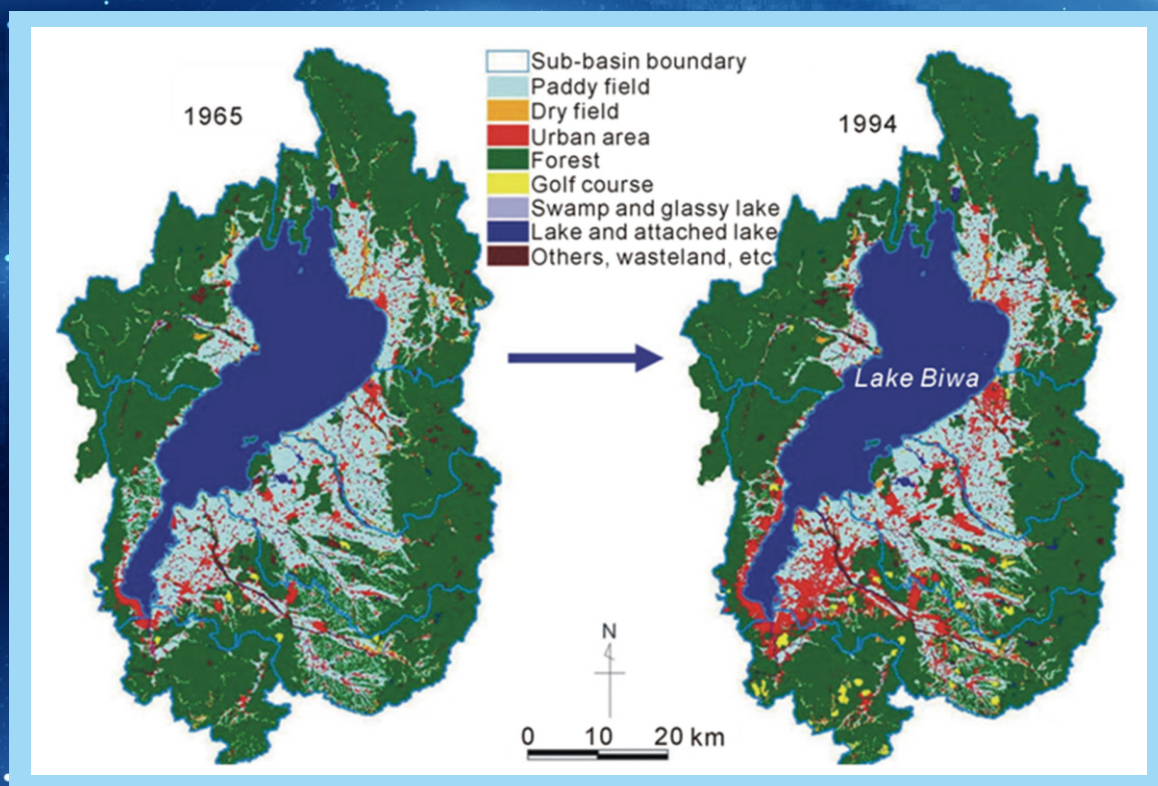 1965
Sub-basin boundary
Paddy field
Dry field
Urban area
Forest
Golf course
Swamp and glassy lake
Lake and attached lake
Others, wasteland, etc
1994
Lake Biwa
N
0 10 20 km